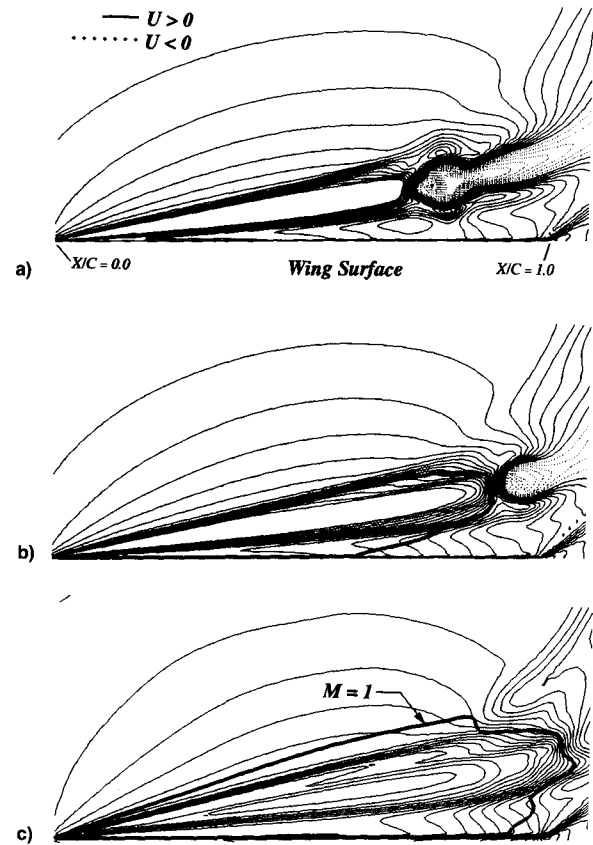 U > 0
U < 0
X/C = 0.0
Wing Surface
X/C = 1.0
a)
b)
M = 1
c)